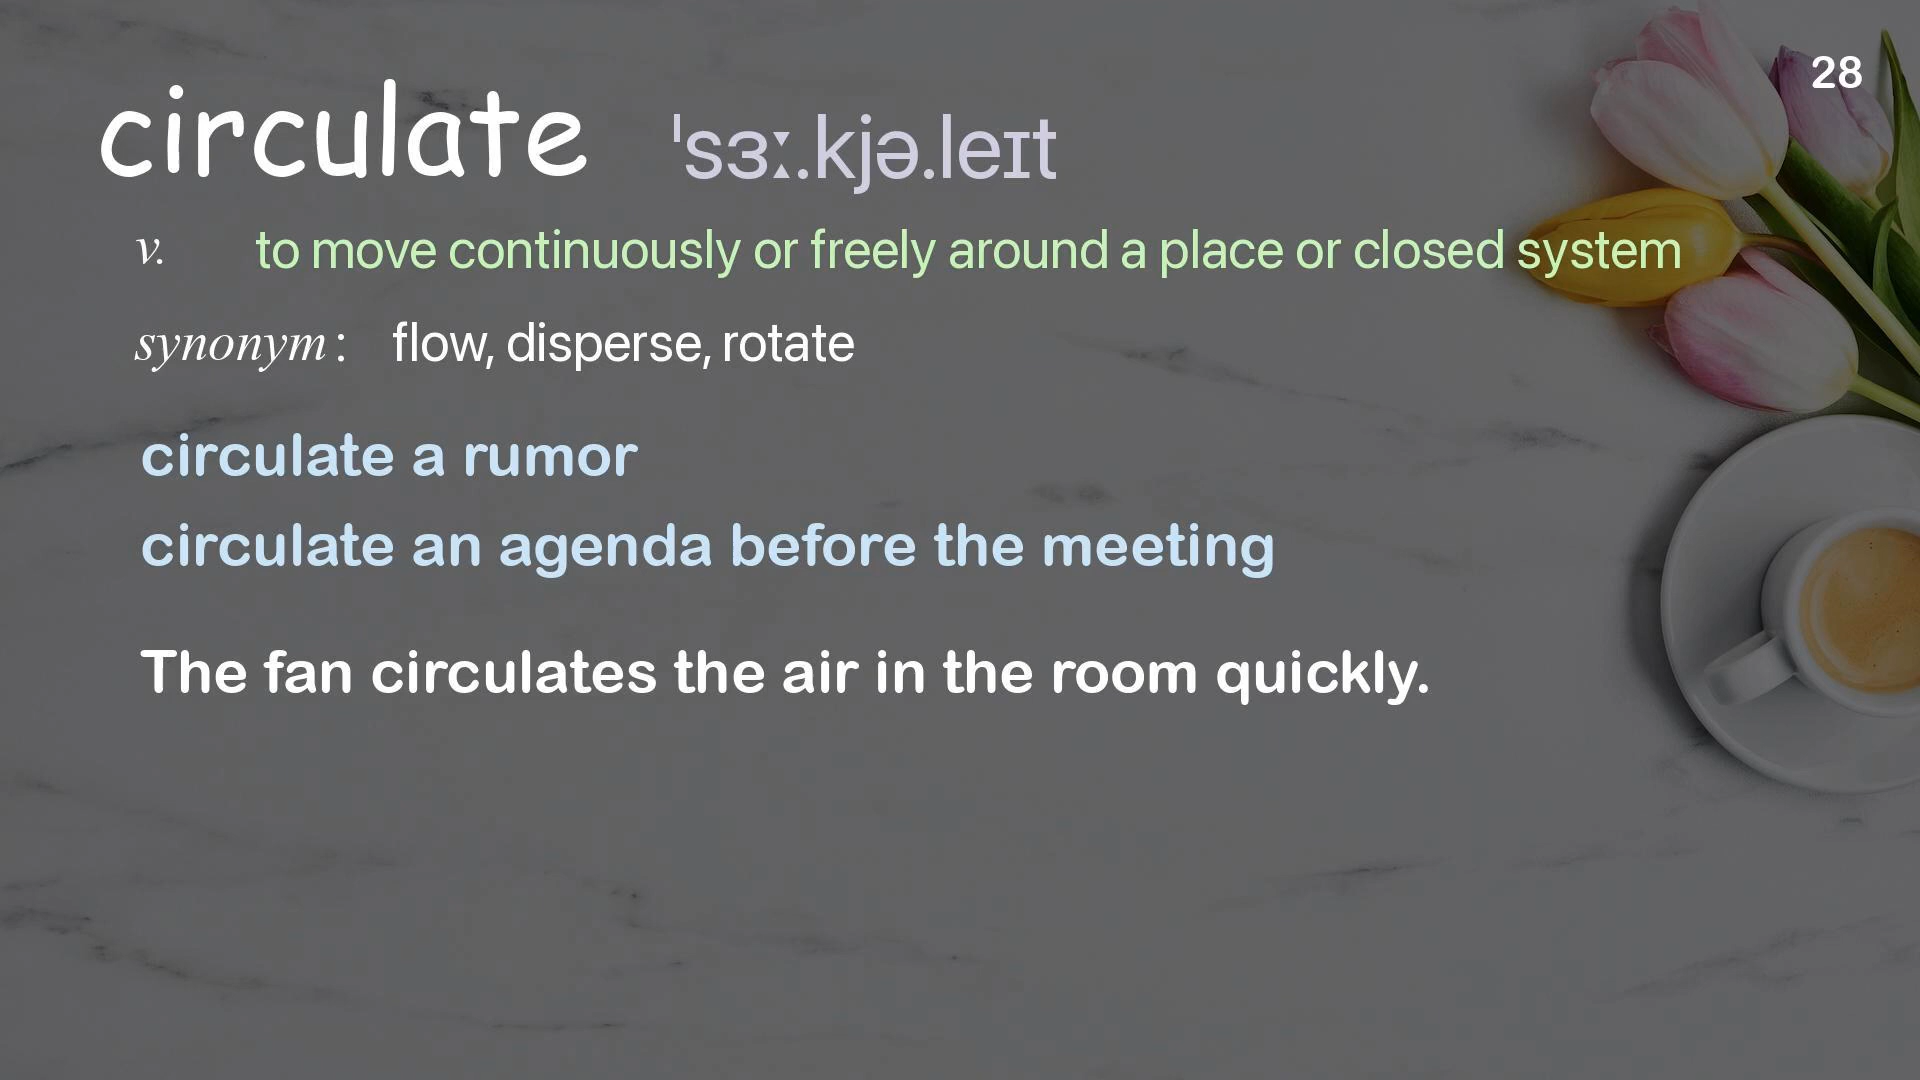 28
circulate ˈsɜː.kjə.leɪt
v. to move continuously or freely around a place or closed system
synonym : flow, disperse, rotate
circulate a rumor
circulate an agenda before the meeting
The fan circulates the air in the room quickly.